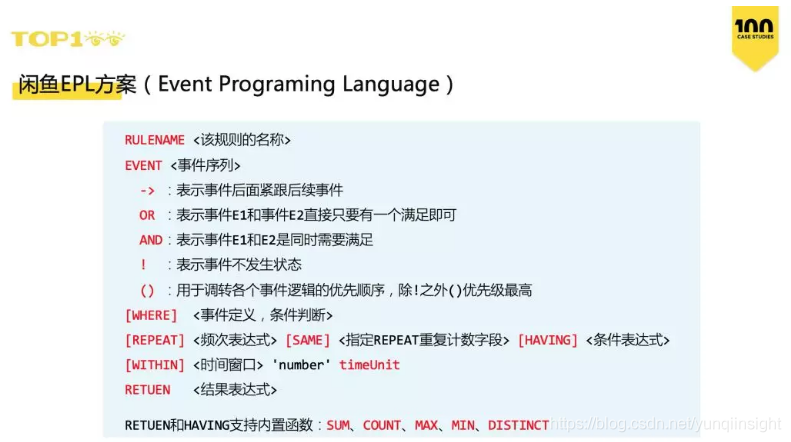 TOP100
100
CASE STUDIES
闲鱼EPL方案（Event Programing Language）
RULENAME <该规则的名称>
EVENT <事件序列>
-> ：表示事件后面紧跟后续事件
OR ：表示事件E1和事件E2直接只要有一个满足即可
AND：表示事件E1和E2是同时需要满足
! ：表示事件不发生状态
() ：用于调转各个事件逻辑的优先顺序，除!之外()优先级最高
[WHERE] <事件定义，条件判断>
[REPEAT] <频次表达式> [SAME] <指定REPEAT重复计数字段> [HAVING] <条件表达式>
[WITHIN] <时间窗口> 'number' timeUnit
RETUEN <结果表达式>
RETUEN和HAVING支持内置函数：SUM、COUNT、MAX、MIN、DISTINCT
https://blog.csdn.net/yunqiinsight